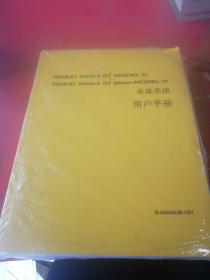 FANUC Series 0i-MODEL D
FANUC Series 0i Mate-MODEL D
车床系统
用户手册
B-64304CM-1/01